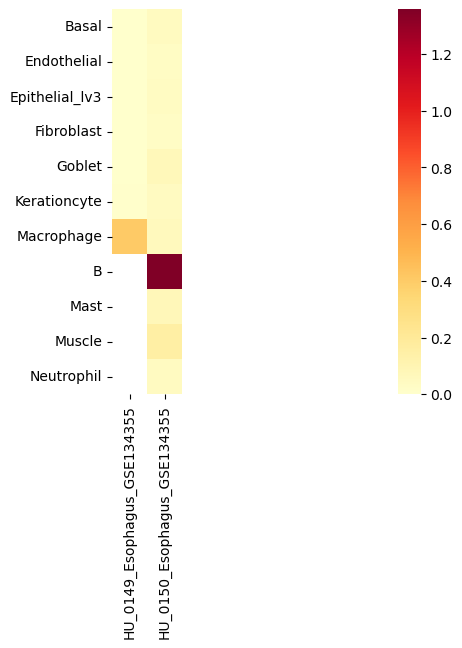 Basal
Endothelial
Epithelial_lv3
Fibroblast
Goblet
Kerationcyte
Macrophage
B
Mast
Muscle
Neutrophil
HU_0149_Esophagus_GSE134355
HU_0150_Esophagus_GSE134355
1.2
1.0
0.8
0.6
0.4
0.2
0.0